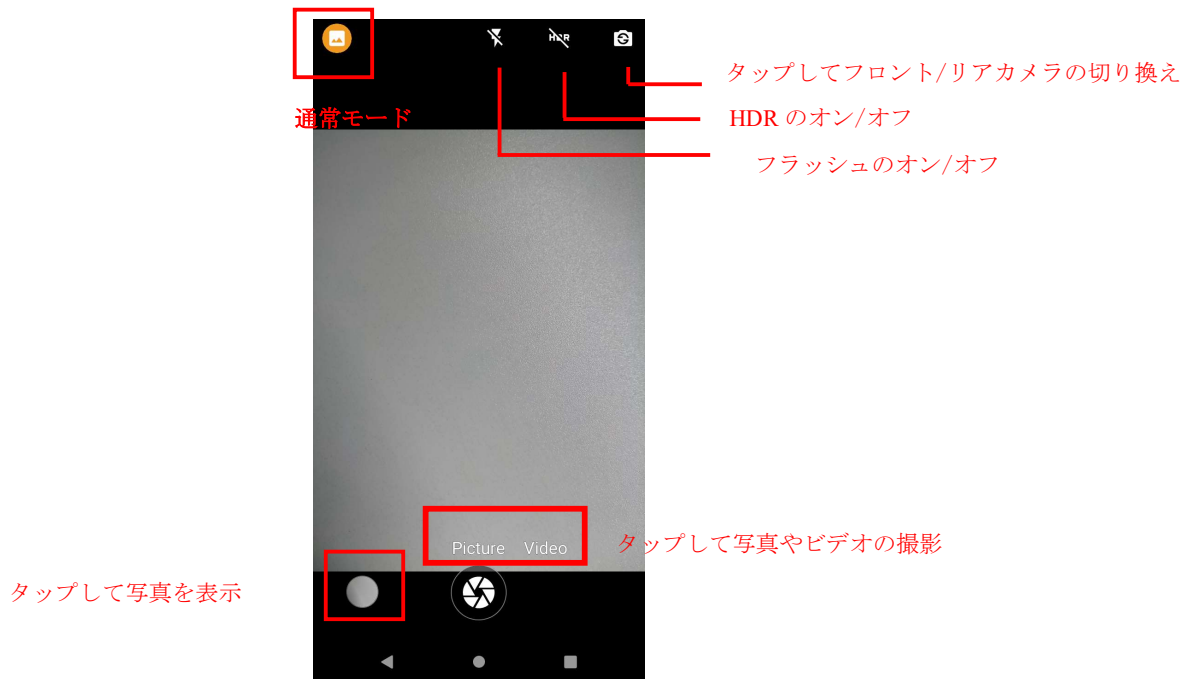 HDR
タップしてフロント/リアカメラの切り換え
通常モード
HDR のオン/オフ
フラッシュのオン/オフ
Picture Video
タップして写真やビデオの撮影
タップして写真を表示